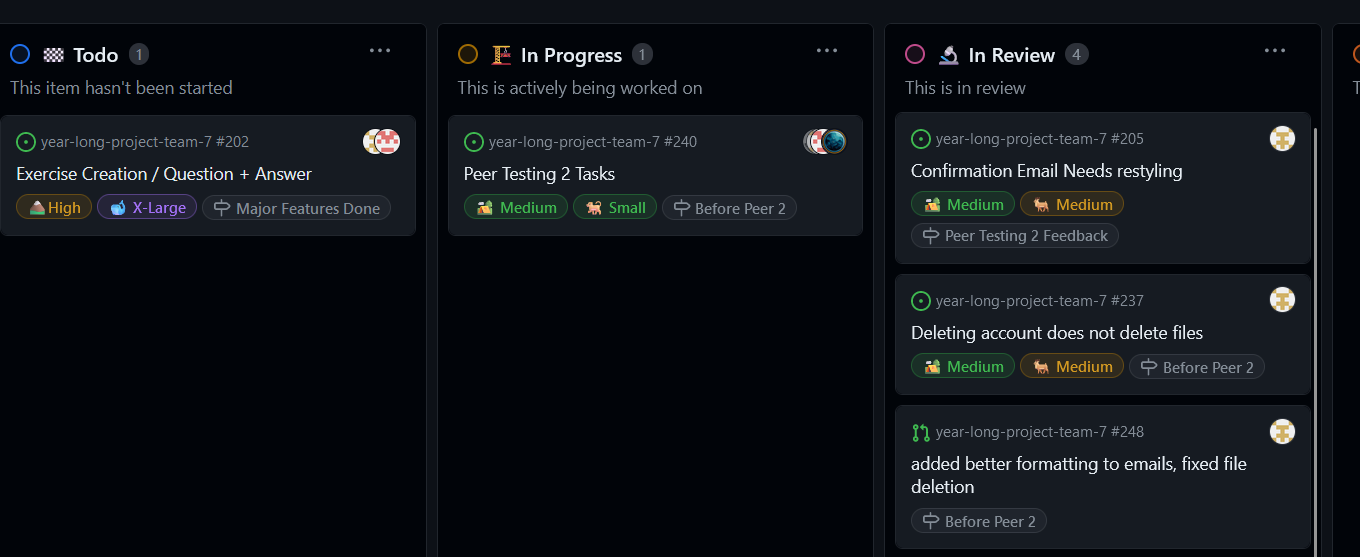 Todo 1
This item hasn't been started
year-long-project-team-7 #202
Exercise Creation / Question + Answer
High X-Large Major Features Done
In Progress 1
This is actively being worked on
year-long-project-team-7 #240
Peer Testing 2 Tasks
Medium Small Before Peer 2
In Review 4
This is in review
year-long-project-team-7 #205
Confirmation Email Needs restyling
Medium Medium
Peer Testing 2 Feedback
year-long-project-team-7 #237
Deleting account does not delete files
Medium Medium Before Peer 2
year-long-project-team-7 #248
added better formatting to emails, fixed file
deletion
Before Peer 2